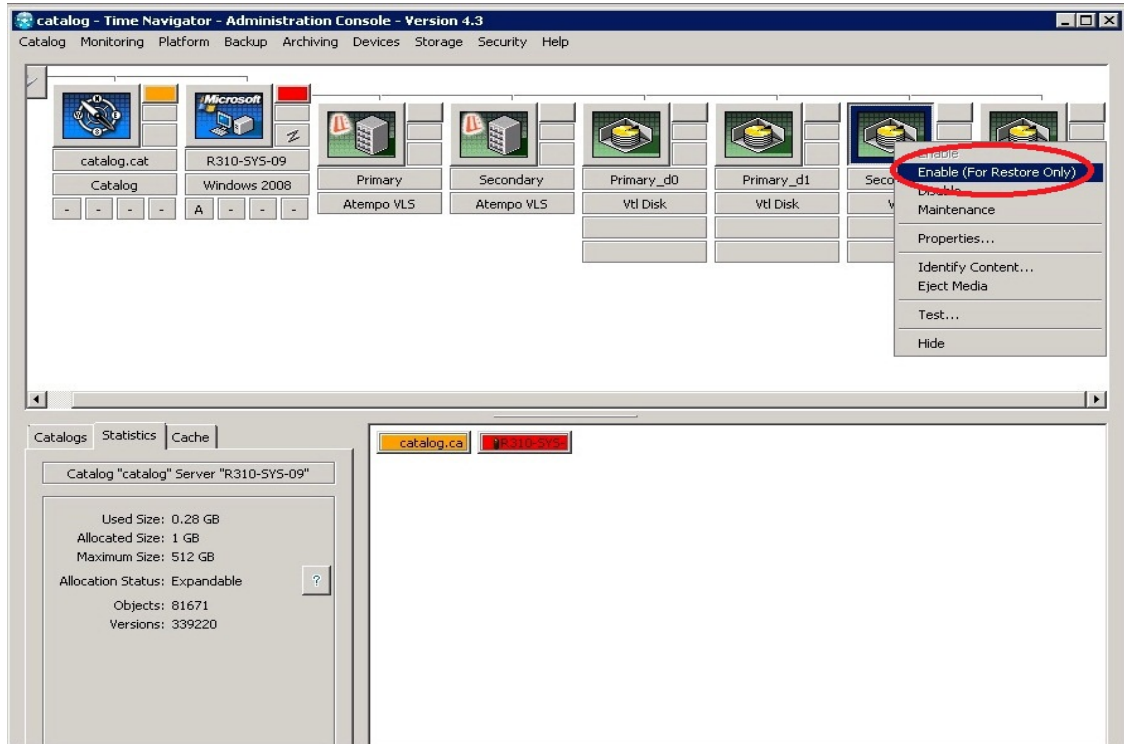 catalog - Time Navigator - Administration Console - Version 4.3
Catalog Monitoring Platform Backup Archiving Devices Storage Security Help
Microsoft
catalog.cat R310-SYS-09 Primary Secondary Primary_d0 Primary_d1 Seco
Catalog Windows 2008 Atempo VLS Atempo VLS Vtl Disk Vtl Disk V
- - - - A - - -
Enable
Enable (For Restore Only)
Disable
Maintenance
Properties...
Identify Content...
Eject Media
Test...
Hide
Catalogs Statistics Cache
catalog.ca R310-SYS-
Catalog "catalog" Server "R310-SYS-09"
Used Size: 0.28 GB
Allocated Size: 1 GB
Maximum Size: 512 GB
Allocation Status: Expandable
?
Objects: 81671
Versions: 339220